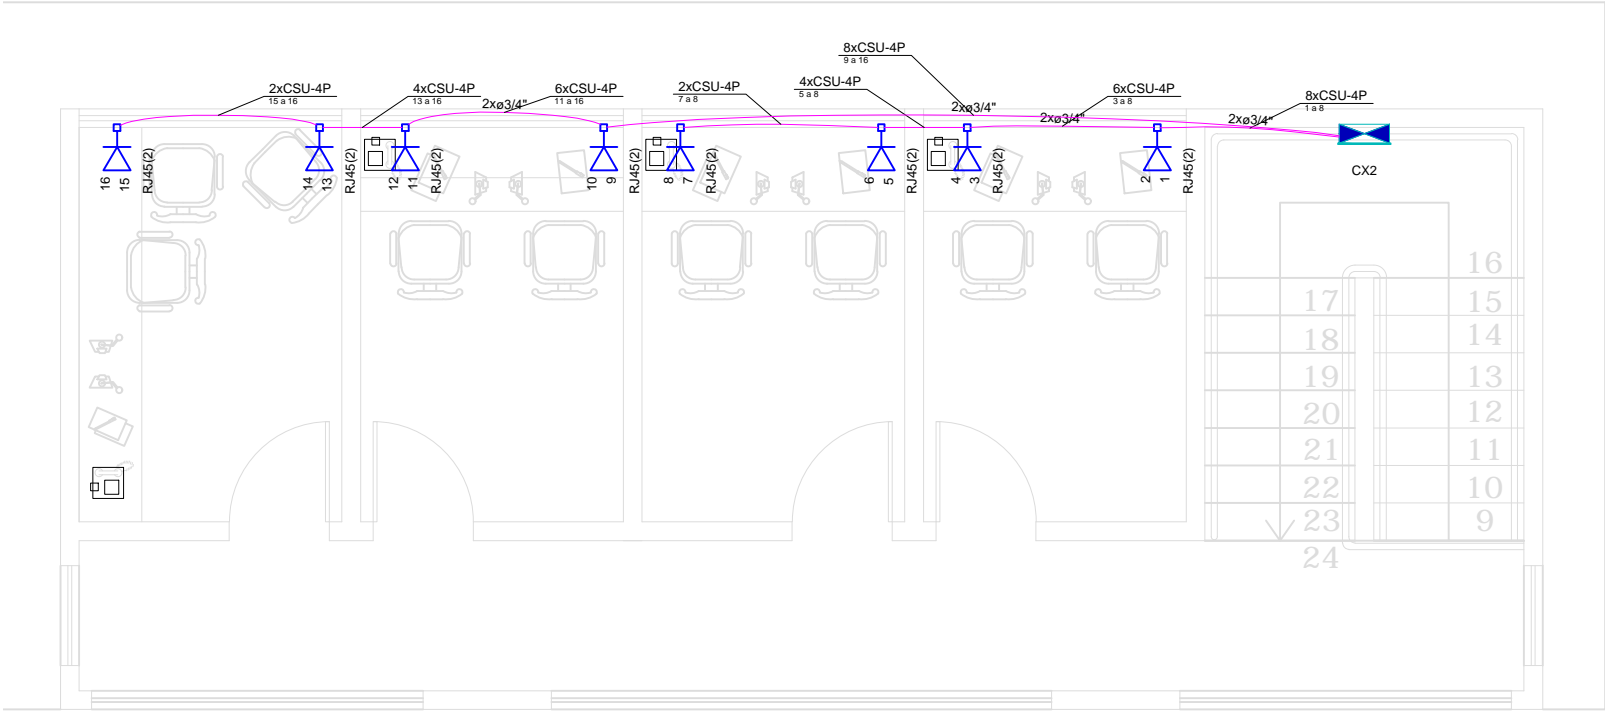 8xCSU-4P
9 a 16
2xCSU-4P
15 a 16
4xCSU-4P
13 a 16
6xCSU-4P
11 a 16
2xCSU-4P
7 a 8
4xCSU-4P
5 a 8
6xCSU-4P
3 a 8
8xCSU-4P
1 a 8
2xø3/4"
2xø3/4"
2xø3/4"
2xø3/4"
16
15
RJ45(2)
14
13
RJ45(2)
12
11
RJ45(2)
10
9
RJ45(2)
8
7
RJ45(2)
6
5
RJ45(2)
4
3
RJ45(2)
2
1
RJ45(2)
CX2
16
17
15
18
14
19
13
20
12
21
11
22
10
23
9
24